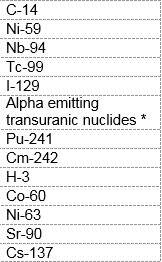 C-14
Ni-59
Nb-94
Tc-99
I-129
Alpha emitting
transuranic nuclides *
Pu-241
Cm-242
H-3
Co-60
Ni-63
Sr-90
Cs-137